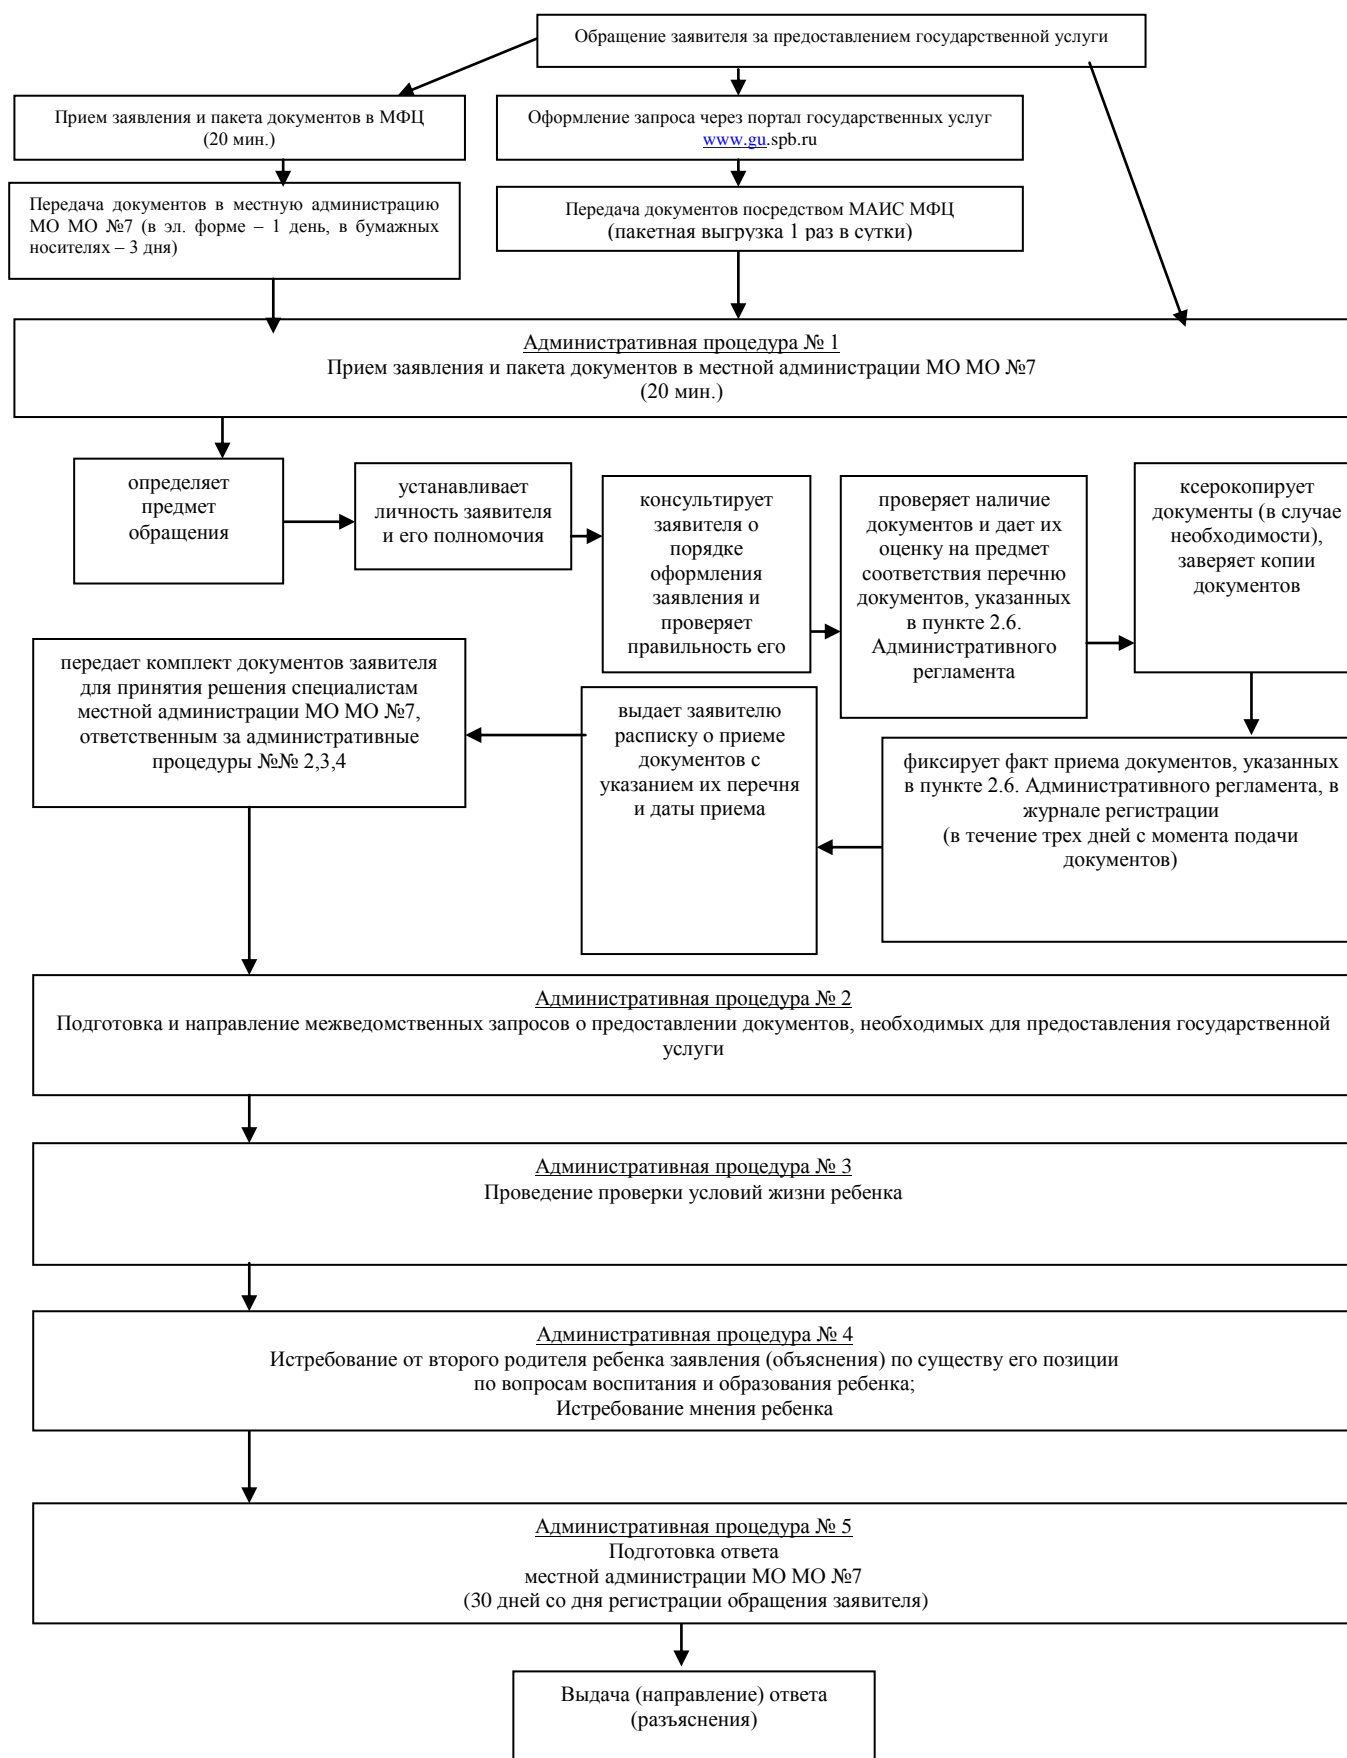 Обращение заявителя за предоставлением государственной услуги
Прием заявления и пакета документов в МФЦ
(20 мин.)
Оформление запроса через портал государственных услуг
www.gu.spb.ru
Передача документов в местную администрацию
МО МО №7 (в эл. форме – 1 день, в бумажных
носителях – 3 дня)
Передача документов посредством МАИС МФЦ
(пакетная выгрузка 1 раз в сутки)
Административная процедура № 1
Прием заявления и пакета документов в местной администрации МО МО №7
(20 мин.)
определяет
предмет
обращения
устанавливает
личность заявителя
и его полномочия
консультирует
заявителя о
порядке
оформления
заявления и
проверяет
правильность его
проверяет наличие
документов и дает их
оценку на предмет
соответствия перечню
документов, указанных
в пункте 2.6.
Административного
регламента
ксерокопирует
документы (в случае
необходимости),
заверяет копии
документов
фиксирует факт приема документов, указанных
в пункте 2.6. Административного регламента, в
журнале регистрации
(в течение трех дней с момента подачи
документов)
выдает заявителю
расписку о приеме
документов с
указанием их перечня
и даты приема
передает комплект документов заявителя
для принятия решения специалистам
местной администрации МО МО №7,
ответственным за административные
процедуры №№ 2,3,4
Административная процедура № 2
Подготовка и направление межведомственных запросов о предоставлении документов, необходимых для предоставления государственной
услуги
Административная процедура № 3
Проведение проверки условий жизни ребенка
Административная процедура № 4
Истребование от второго родителя ребенка заявления (объяснения) по существу его позиции
по вопросам воспитания и образования ребенка;
Истребование мнения ребенка
Административная процедура № 5
Подготовка ответа
местной администрации МО МО №7
(30 дней со дня регистрации обращения заявителя)
Выдача (направление) ответа
(разъяснения)